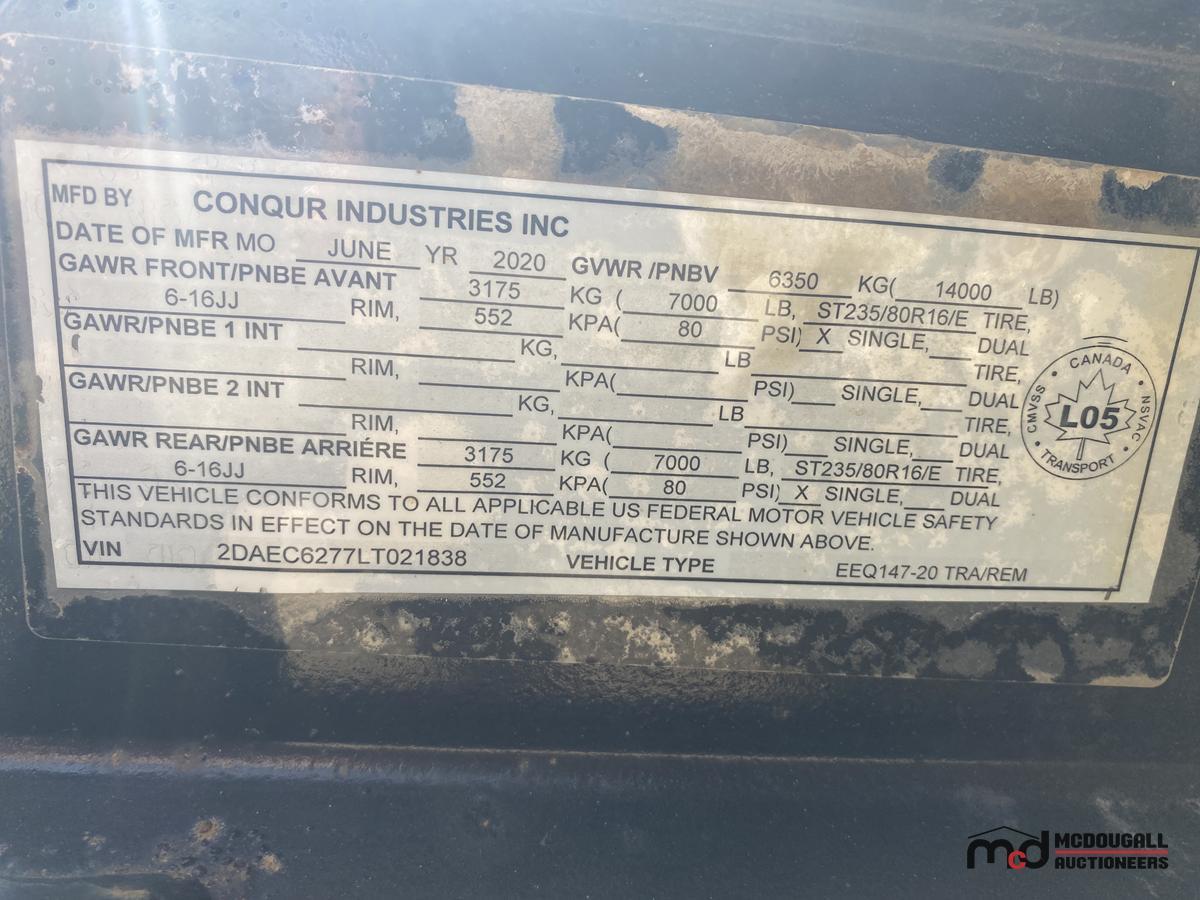 MFD BY CONQUR INDUSTRIES INC
DATE OF MFR MO JUNE YR 2020 GVWR /PNBV 6350 KG( 14000 LB)
GAWR FRONT/PNBE AVANT 3175 KG ( 7000 LB, ST235/80R16/E TIRE,
6-16JJ RIM, 552 KPA( 80 PSI) X SINGLE, DUAL
GAWR/PNBE 1 INT KG, LB TIRE,
RIM, KPA( PSI) SINGLE, DUAL
GAWR/PNBE 2 INT KG, LB TIRE,
RIM, KPA( PSI) SINGLE, DUAL
GAWR REAR/PNBE ARRIÉRE 3175 KG ( 7000 LB, ST235/80R16/E TIRE,
6-16JJ RIM, 552 KPA( 80 PSI) X SINGLE, DUAL
THIS VEHICLE CONFORMS TO ALL APPLICABLE US FEDERAL MOTOR VEHICLE SAFETY
STANDARDS IN EFFECT ON THE DATE OF MANUFACTURE SHOWN ABOVE.
VIN 2DAEC6277LT021838 VEHICLE TYPE EEQ147-20 TRA/REM
CANADA
CMVSS
L05
NSVAC
TRANSPORT
mcd MCDOUGALL
AUCTIONEERS